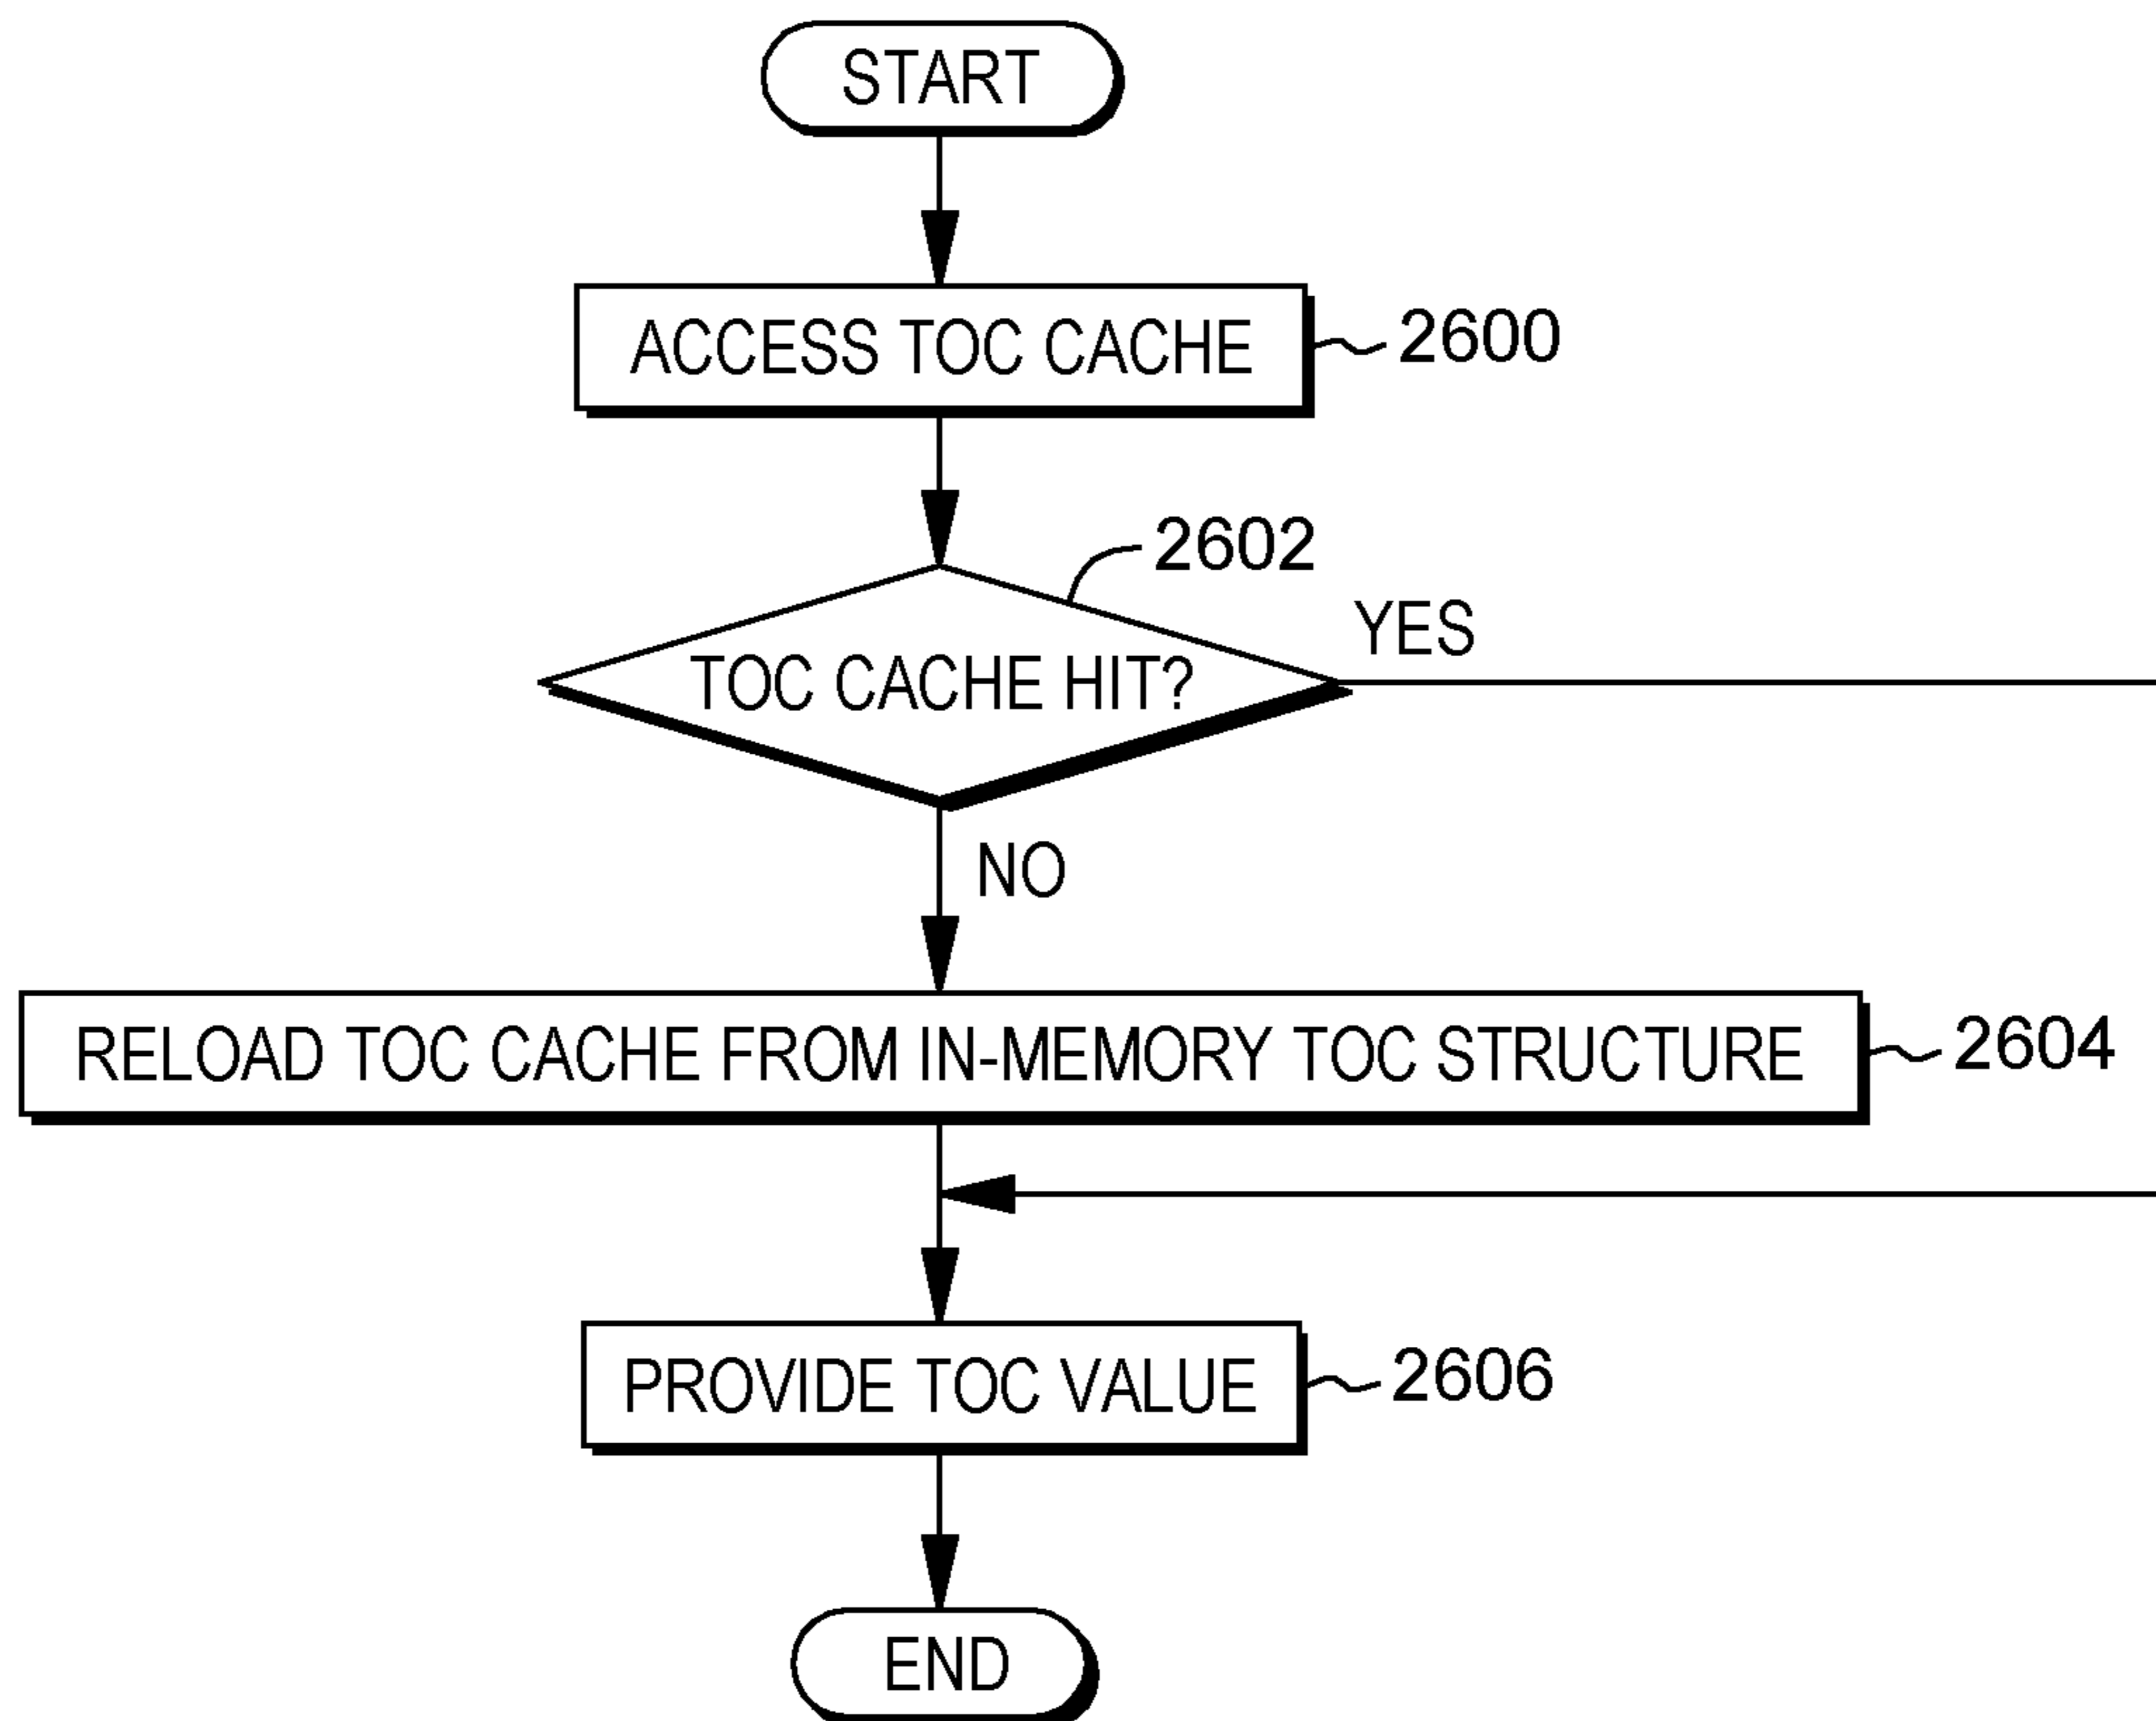 START
ACCESS TOC CACHE
2600
2602
TOC CACHE HIT?
YES
NO
RELOAD TOC CACHE FROM IN-MEMORY TOC STRUCTURE
2604
PROVIDE TOC VALUE
2606
END